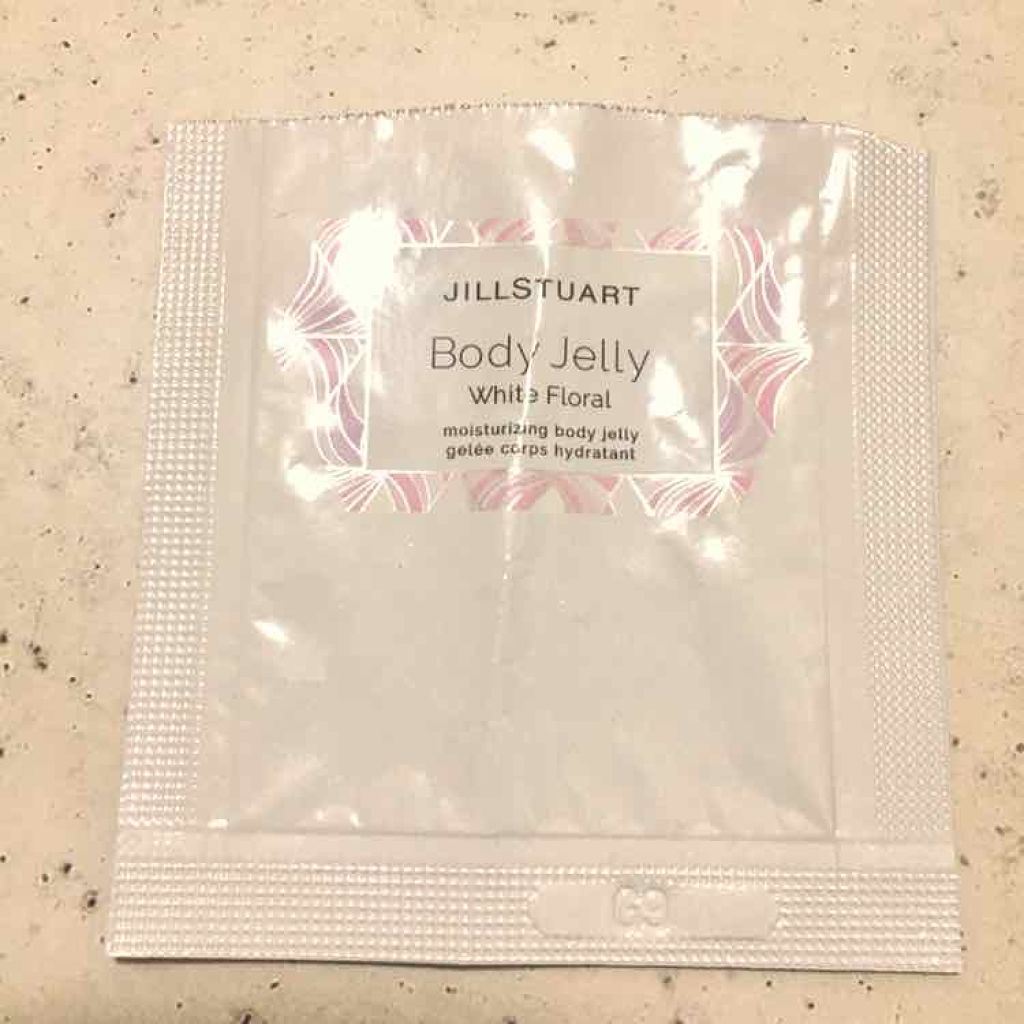 JILLSTUART
Body Jelly
White Floral
moisturizing body jelly
gelée corps hydratant